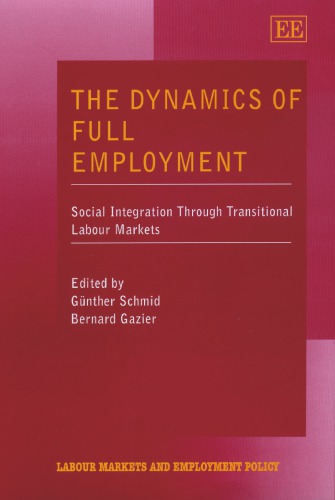 EE
THE DYNAMICS OF
FULL
EMPLOYMENT
Social Integration Through Transitional
Labour Markets
Edited by
Günther Schmid
Bernard Gazier
LABOUR MARKETS AND EMPLOYMENT POLICY